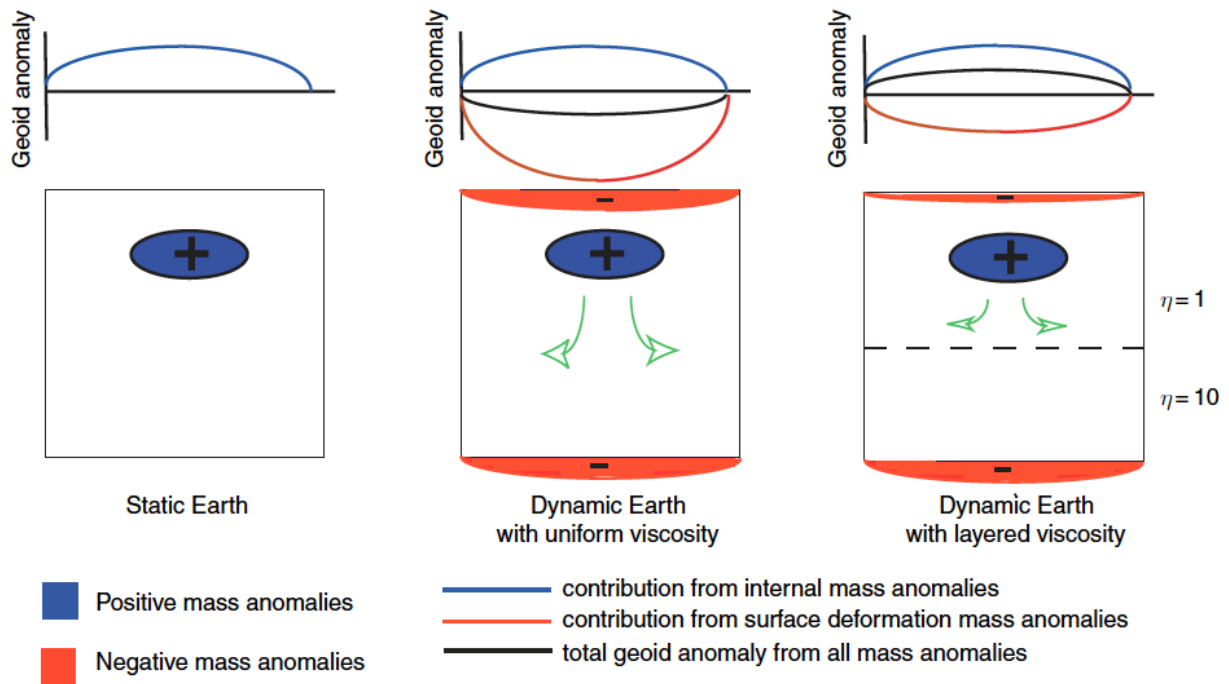 Geoid anomaly
Geoid anomaly
Geoid anomaly
+
-
+
-
-
+
-
η=1
η=10
Static Earth
Dynamic Earth
with uniform viscosity
Dynamic Earth
with layered viscosity
Positive mass anomalies
Negative mass anomalies
contribution from internal mass anomalies
contribution from surface deformation mass anomalies
total geoid anomaly from all mass anomalies